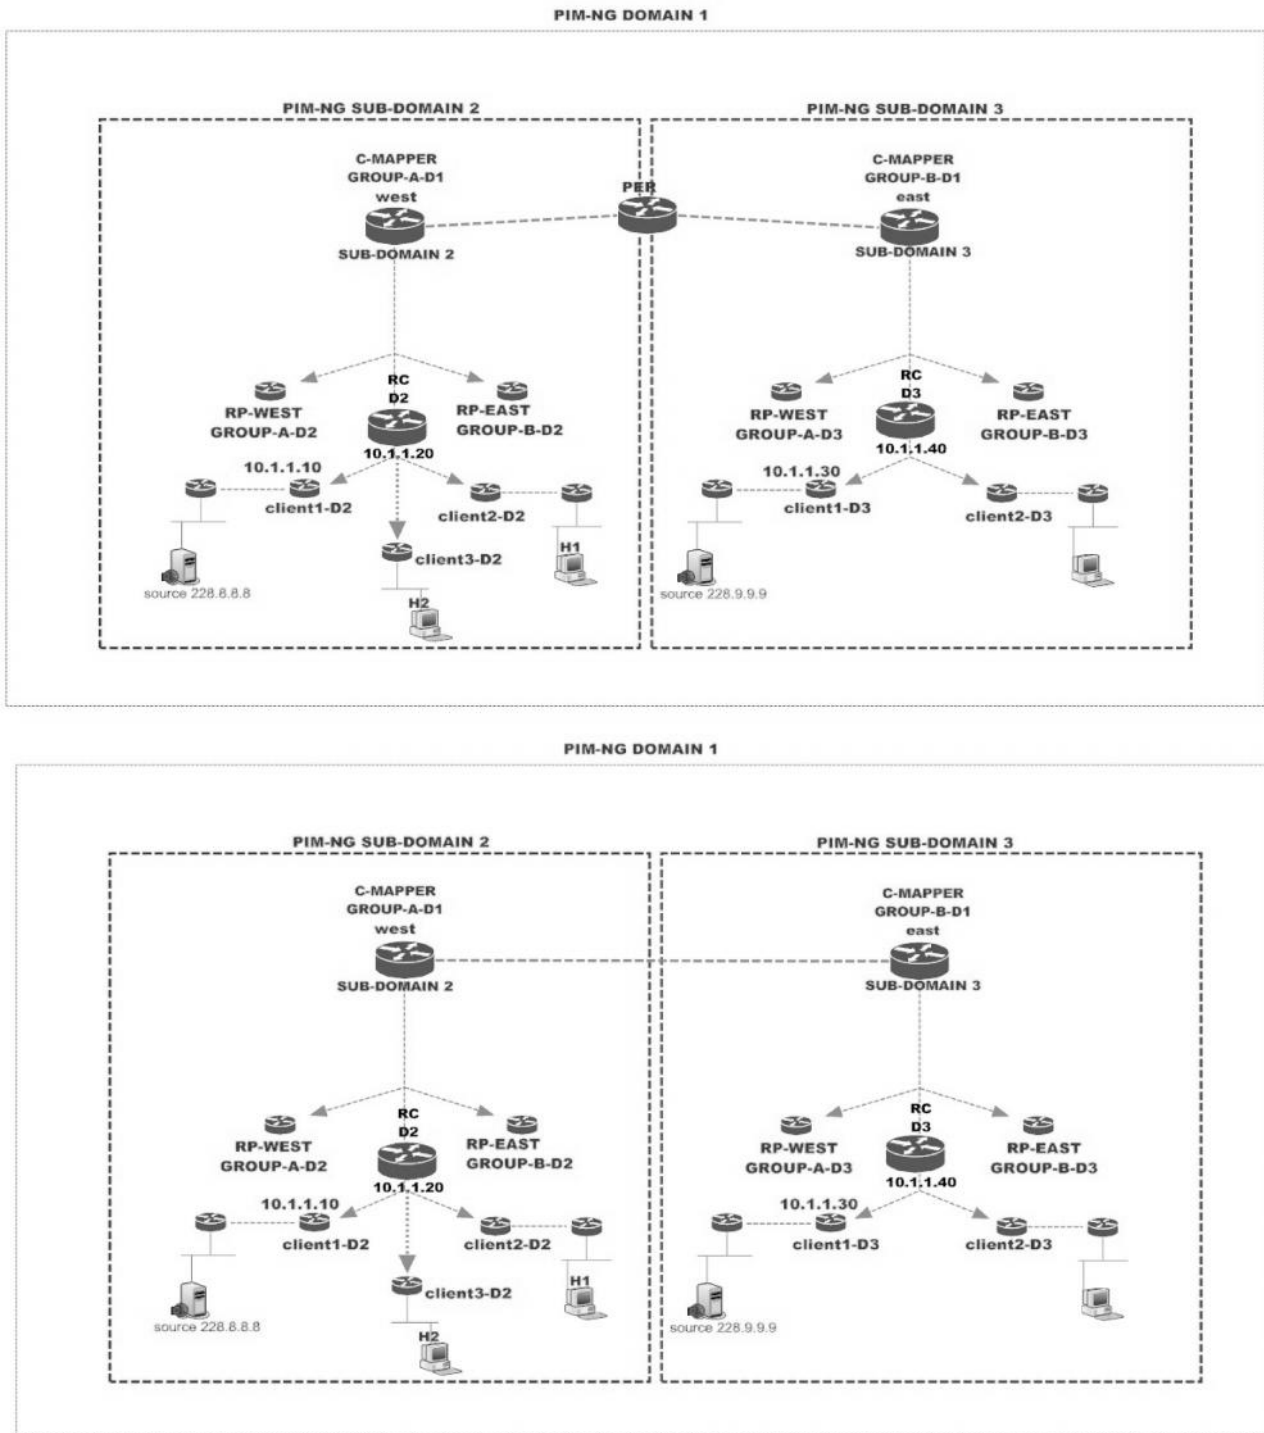 PIM-NG DOMAIN 1
PIM-NG SUB-DOMAIN 2
PIM-NG SUB-DOMAIN 3
C-MAPPER
GROUP-A-D1
west
C-MAPPER
GROUP-B-D1
east
PER
SUB-DOMAIN 2
SUB-DOMAIN 3
RC
D2
RP-WEST
GROUP-A-D2
RP-EAST
GROUP-B-D2
10.1.1.20
10.1.1.10
client1-D2
client2-D2
client3-D2
H1
H2
source 228.8.8.8
RC
D3
RP-WEST
GROUP-A-D3
RP-EAST
GROUP-B-D3
10.1.1.40
10.1.1.30
client1-D3
client2-D3
source 228.9.9.9
PIM-NG DOMAIN 1
PIM-NG SUB-DOMAIN 2
PIM-NG SUB-DOMAIN 3
C-MAPPER
GROUP-A-D1
west
C-MAPPER
GROUP-B-D1
east
SUB-DOMAIN 2
SUB-DOMAIN 3
RC
D2
RP-WEST
GROUP-A-D2
RP-EAST
GROUP-B-D2
10.1.1.20
10.1.1.10
client1-D2
client2-D2
client3-D2
H1
H2
source 228.8.8.8
RC
D3
RP-WEST
GROUP-A-D3
RP-EAST
GROUP-B-D3
10.1.1.40
10.1.1.30
client1-D3
client2-D3
source 228.9.9.9